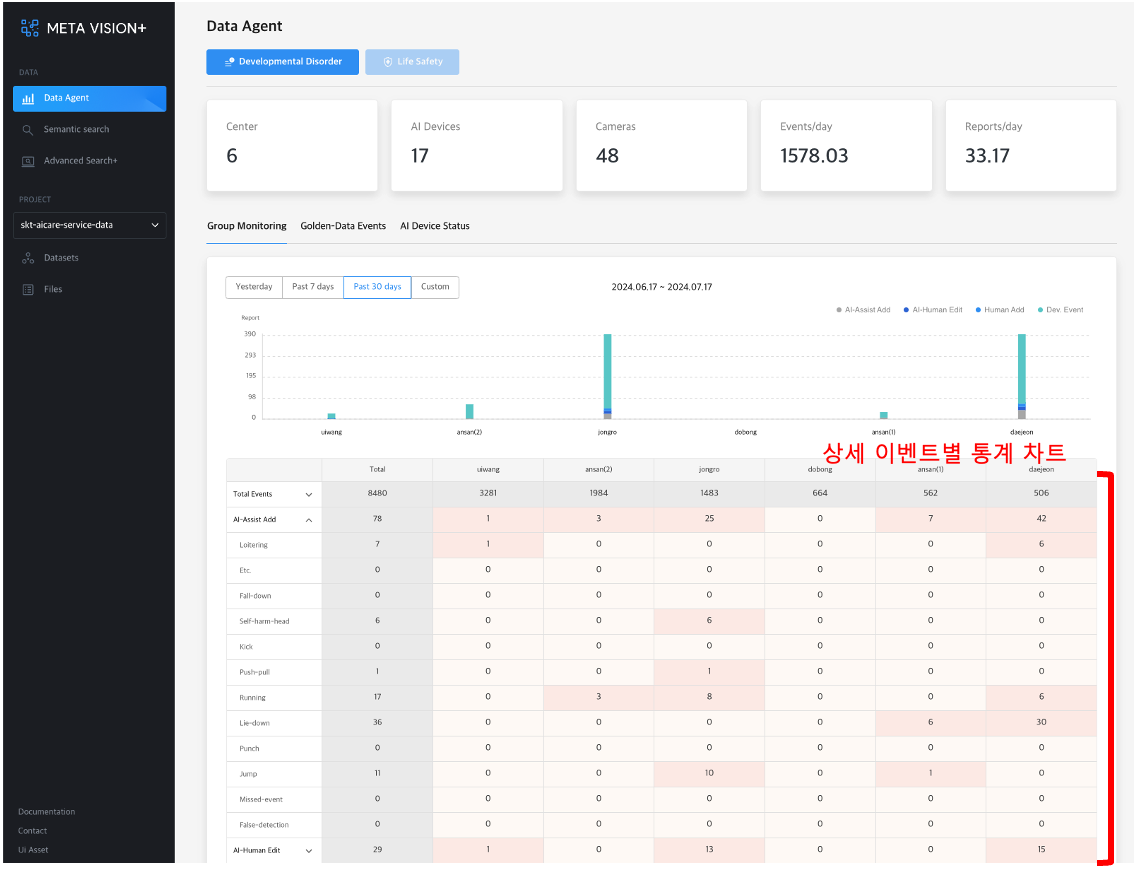 META VISION+
DATA
Data Agent
Semantic search
Advanced Search+
PROJECT
skt-aicare-service-data
Datasets
Files
Documentation
Contact
Ui Asset
Data Agent
Developmental Disorder
Life Safety
Center
6
AI Devices
17
Cameras
48
Events/day
1578.03
Reports/day
33.17
Group Monitoring Golden-Data Events AI Device Status
Yesterday Past 7 days Past 30 days Custom
2024.06.17 ~ 2024.07.17
AI-Assist Add AI-Human Edit Human Add Dev. Event
Report
390
293
195
98
0
uiwang ansan(2) jongro dobong ansan(1) daejeon
상세 이벤트별 통계 차트
Total uiwang ansan(2) jongro dobong ansan(1) daejeon
Total Events 8480 3281 1984 1483 664 562 506
AI-Assist Add 78 1 3 25 0 7 42
Loitering 7 1 0 0 0 0 6
Etc. 0 0 0 0 0 0 0
Fall-down 0 0 0 0 0 0 0
Self-harm-head 6 0 0 6 0 0 0
Kick 0 0 0 0 0 0 0
Push-pull 1 0 0 1 0 0 0
Running 17 0 3 8 0 0 6
Lie-down 36 0 0 0 0 6 30
Punch 0 0 0 0 0 0 0
Jump 11 0 0 10 0 1 0
Missed-event 0 0 0 0 0 0 0
False-detection 0 0 0 0 0 0 0
AI-Human Edit 29 1 0 13 0 0 15